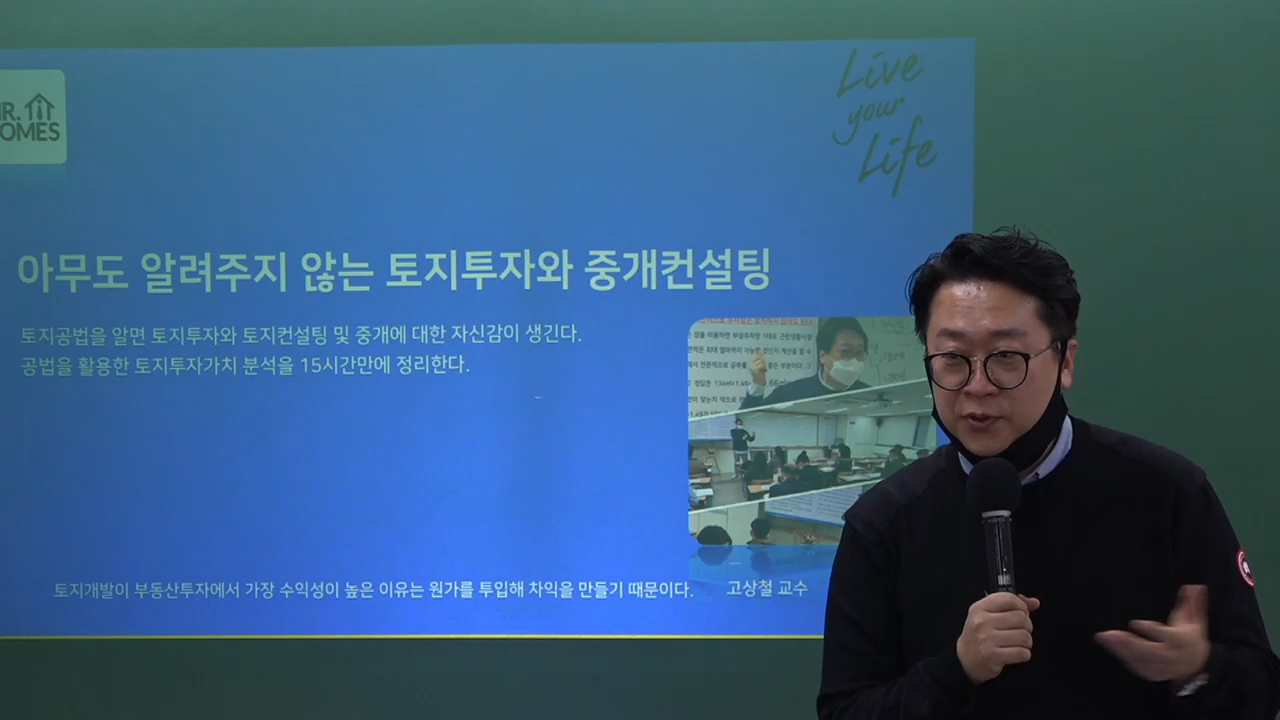 Live
your
Life
R.
OMES
아무도 알려주지 않는 토지투자와 중개컨설팅
토지공법을 알면 토지투자와 토지컨설팅 및 중개에 대한 자신감이 생긴다.
공법을 활용한 토지투자가치 분석을 15시간만에 정리한다.
토지개발이 부동산투자에서 가장 수익성이 높은 이유는 원가를 투입해 차익을 만들기 때문이다.
고상철 교수